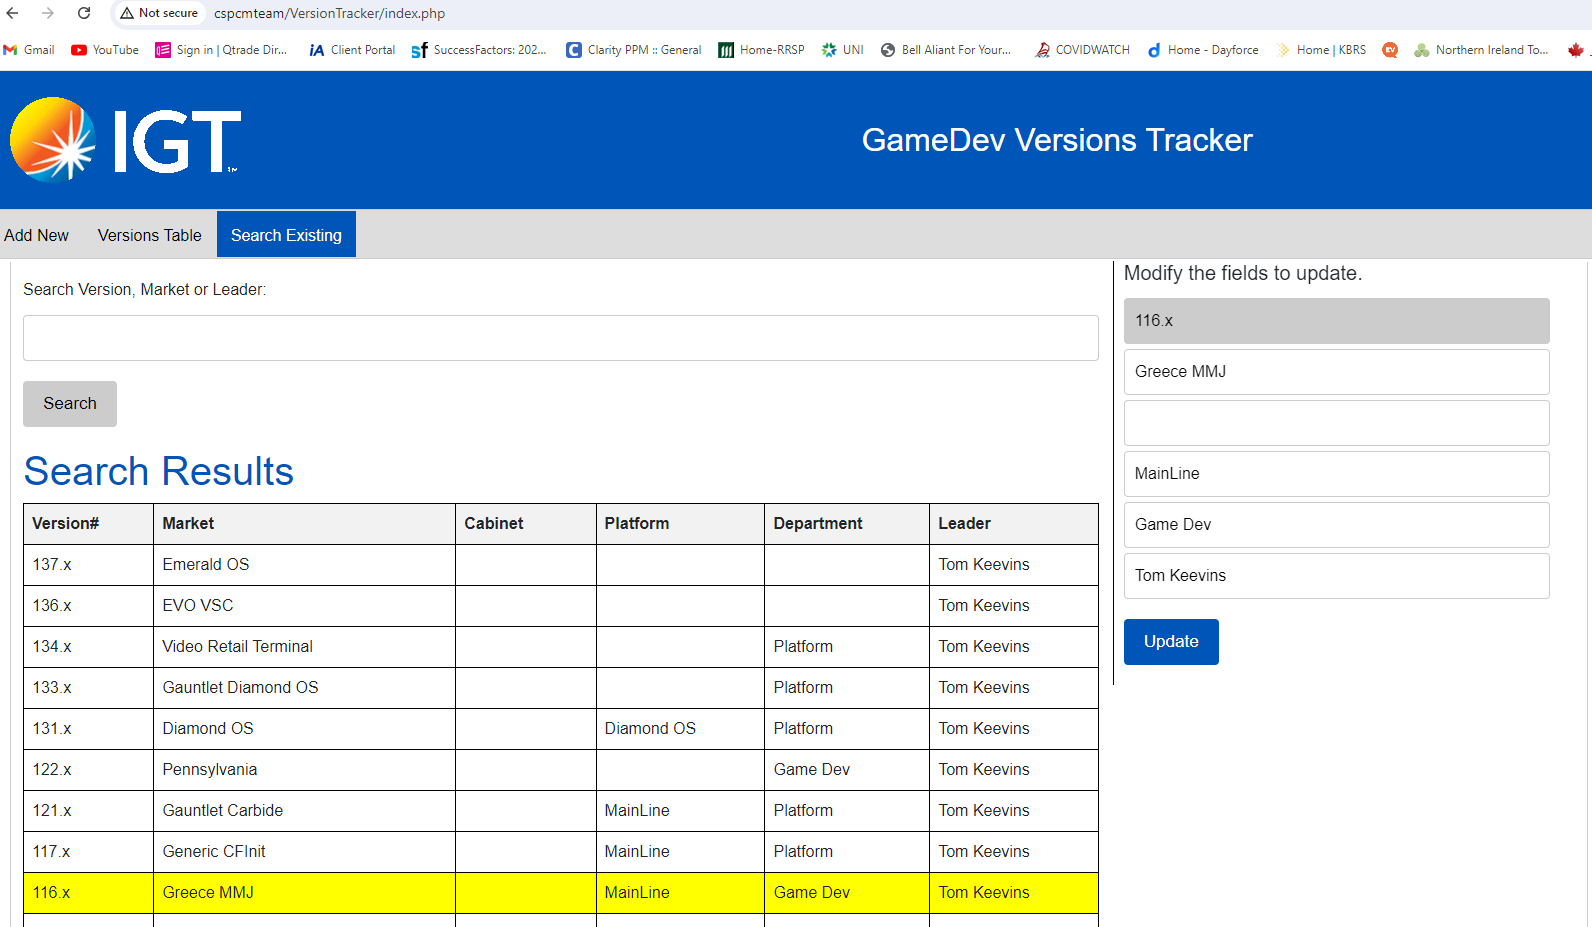 Not secure cspcmteam/VersionTracker/index.php
Gmail YouTube Sign in | Qtrade Dir... iA Client Portal sf SuccessFactors: 202... C Clarity PPM :: General Home-RRSP UNI Bell Aliant For Your... COVIDWATCH d Home - Dayforce Home | KBRS EV Northern Ireland To...
IGT™
GameDev Versions Tracker
Add New Versions Table Search Existing
Search Version, Market or Leader:
Search
Search Results
Version# Market Cabinet Platform Department Leader
137.x Emerald OS Tom Keevins
136.x EVO VSC Tom Keevins
134.x Video Retail Terminal Platform Tom Keevins
133.x Gauntlet Diamond OS Platform Tom Keevins
131.x Diamond OS Diamond OS Platform Tom Keevins
122.x Pennsylvania Game Dev Tom Keevins
121.x Gauntlet Carbide MainLine Platform Tom Keevins
117.x Generic CFInit MainLine Platform Tom Keevins
116.x Greece MMJ MainLine Game Dev Tom Keevins
Modify the fields to update.
116.x
Greece MMJ
MainLine
Game Dev
Tom Keevins
Update